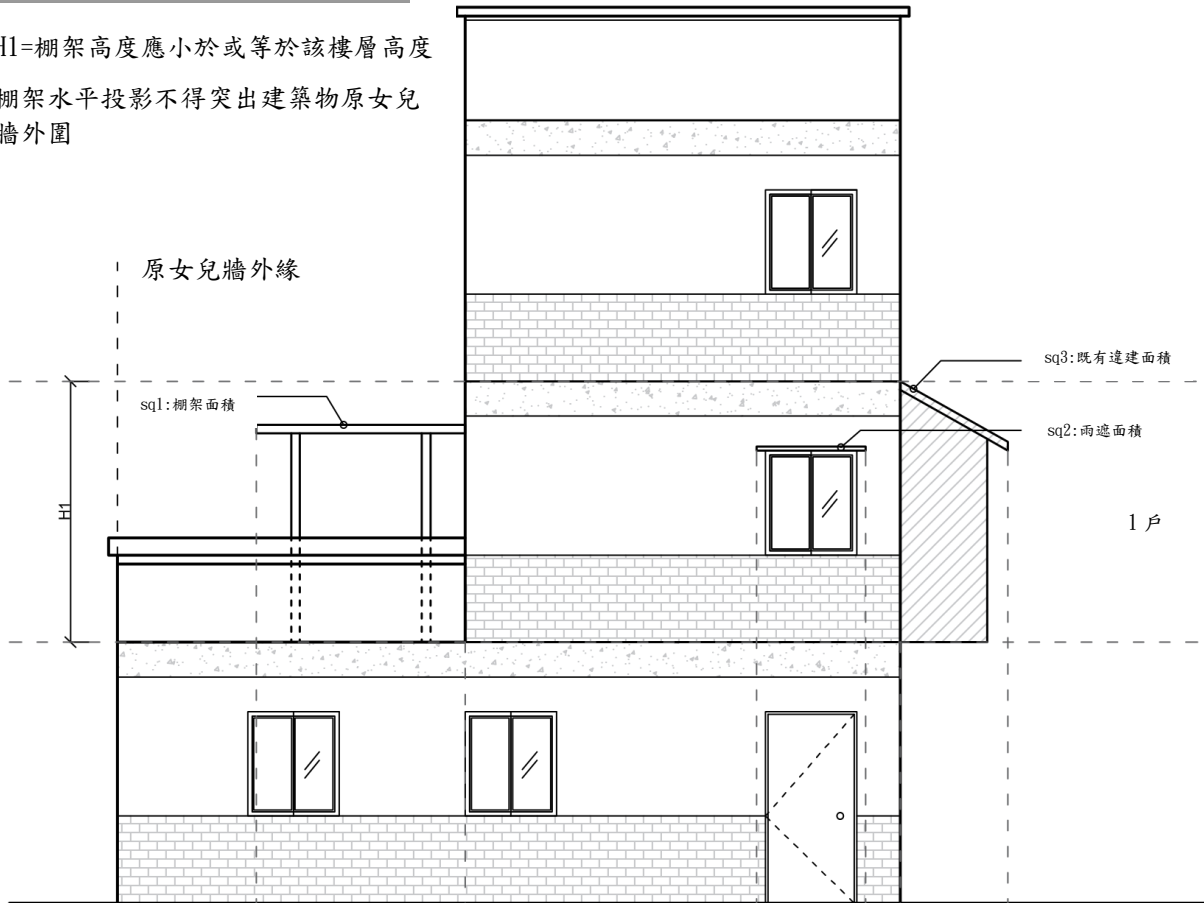 H1=棚架高度應小於或等於該樓層高度
棚架水平投影不得突出建築物原女兒
牆外圍
原女兒牆外緣
sq3:既有違建面積
sq1:棚架面積
sq2:雨遮面積
H1
1戶